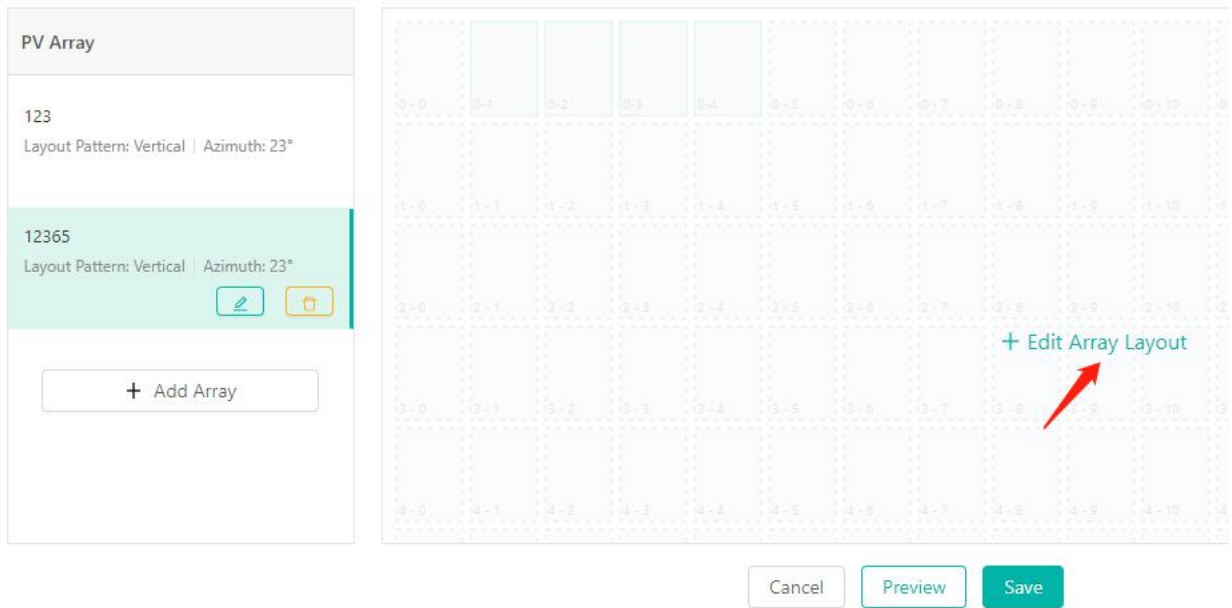 PV Array
123
Layout Pattern: Vertical | Azimuth: 23°
12365
Layout Pattern: Vertical | Azimuth: 23°
+ Add Array
0 - 0 0-1 0-2 0-3 0-4 0 - 5 0 - 6 0 - 7 0 - 8 0 - 9 0 - 10
1 - 0 1 - 1 1 - 2 1 - 3 1 - 4 1 - 5 1 - 6 1 - 7 1 - 8 1 - 9 1 - 10
2 - 0 2 - 1 2 - 2 2 - 3 2 - 4 2 - 5 2 - 6 2 - 7 2 - 8 2 - 9 2 - 10
+ Edit Array Layout
3 - 0 3 - 1 3 - 2 3 - 3 3 - 4 3 - 5 3 - 6 3 - 7 3 - 8 3 - 9 3 - 10
4 - 0 4 - 1 4 - 2 4 - 3 4 - 4 4 - 5 4 - 6 4 - 7 4 - 8 4 - 9 4 - 10
Cancel Preview Save